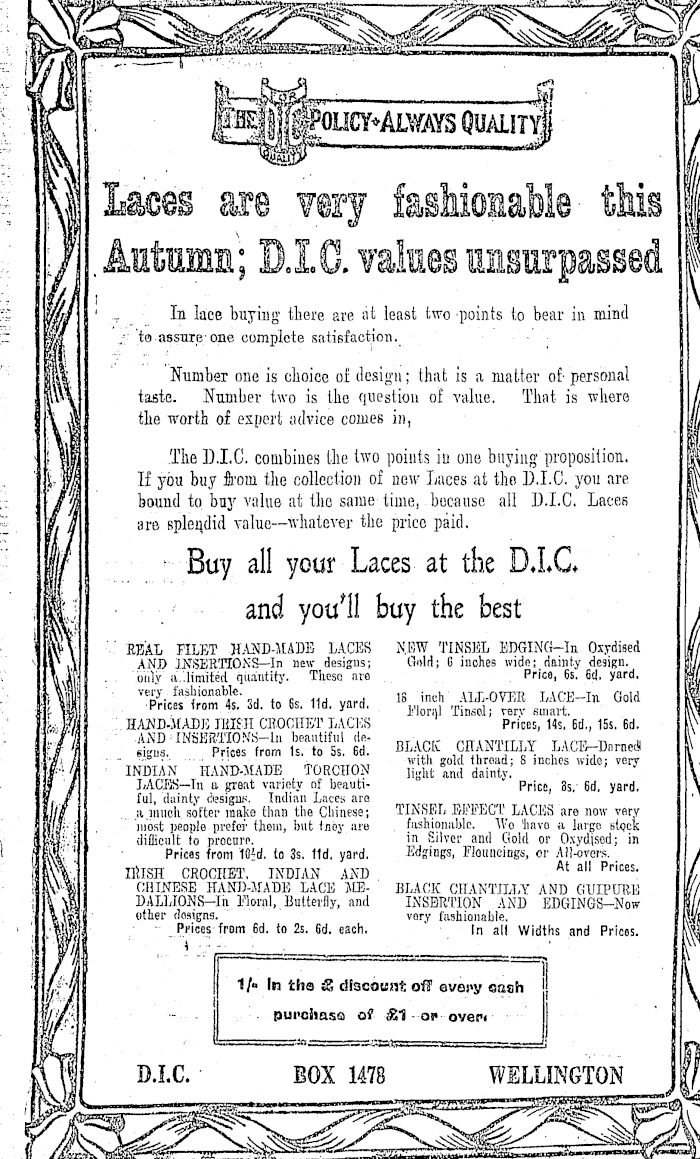 FOR
THE DIC POLICY • ALWAYS QUALITY
QUALITY
Laces are very fashionable this
Autumn; D.I.C. values unsurpassed
In lace buying there are at least two points to bear in mind
to assure one complete satisfaction.
Number one is choice of design; that is a matter of personal
taste. Number two is the question of value. That is where
the worth of expert advice comes in,
The D.I.C. combines the two points in one buying proposition.
If you buy from the collection of new Laces at the D.I.C. you are
bound to buy value at the same time, because all D.I.C. Laces
are splendid value—whatever the price paid.
Buy all your Laces at the D.I.C.
and you'll buy the best
REAL FILET HAND-MADE LACES
AND INSERTIONS—In new designs;
only a limited quantity. These are
very fashionable.
Prices from 4s. 3d. to 6s. 11d. yard.
HAND-MADE IRISH CROCHET LACES
AND INSERTIONS—In beautiful de-
signs. Prices from 1s. to 5s. 6d.
INDIAN HAND-MADE TORCHON
LACES—In a great variety of beauti-
ful, dainty designs. Indian Laces are
a much softer make than the Chinese;
most people prefer them, but they are
difficult to procure.
Prices from 10½d. to 3s. 11d. yard.
IRISH CROCHET, INDIAN AND
CHINESE HAND-MADE LACE ME-
DALLIONS—In Floral, Butterfly, and
other designs.
Prices from 6d. to 2s. 6d. each.
NEW TINSEL EDGING—In Oxydised
Gold; 6 inches wide; dainty design.
Price, 6s. 6d. yard.
18 inch ALL-OVER LACE—In Gold
Floral Tinsel; very smart.
Prices, 14s. 6d., 15s. 6d.
BLACK CHANTILLY LACE—Darned
with gold thread; 8 inches wide; very
light and dainty.
Price, 3s. 6d. yard.
TINSEL EFFECT LACES are now very
fashionable. We have a large stock
in Silver and Gold or Oxydised; in
Edgings, Flouncings, or All-overs.
At all Prices.
BLACK CHANTILLY AND GUIPURE
INSERTION AND EDGINGS—Now
very fashionable.
In all Widths and Prices.
1/- In the £ discount off every cash
purchase of £1 or over.
D.I.C. BOX 1478 WELLINGTON